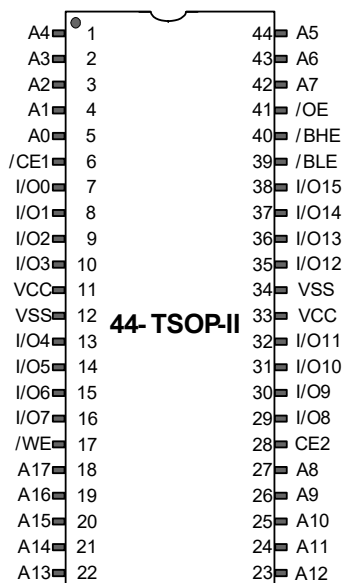 A4 1 44 A5
A3 2 43 A6
A2 3 42 A7
A1 4 41 /OE
A0 5 40 /BHE
/CE1 6 39 /BLE
I/O0 7 38 I/O15
I/O1 8 37 I/O14
I/O2 9 36 I/O13
I/O3 10 35 I/O12
VCC 11 34 VSS
VSS 12 33 VCC
44- TSOP-II
I/O4 13 32 I/O11
I/O5 14 31 I/O10
I/O6 15 30 I/O9
I/O7 16 29 I/O8
/WE 17 28 CE2
A17 18 27 A8
A16 19 26 A9
A15 20 25 A10
A14 21 24 A11
A13 22 23 A12